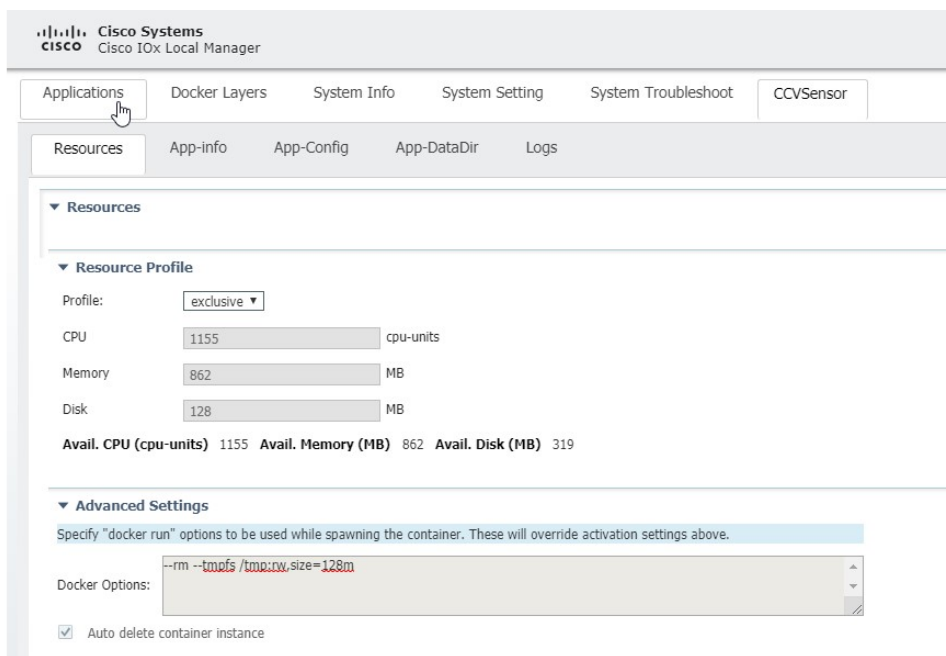 Cisco Systems
CISCO Cisco IOx Local Manager
Applications Docker Layers System Info System Setting System Troubleshoot CCVSensor
Resources App-info App-Config App-DataDir Logs
Resources
Resource Profile
Profile: exclusive
CPU 1155 cpu-units
Memory 862 MB
Disk 128 MB
Avail. CPU (cpu-units) 1155 Avail. Memory (MB) 862 Avail. Disk (MB) 319
Advanced Settings
Specify "docker run" options to be used while spawning the container. These will override activation settings above.
--rm --tmpfs /tmp:rw,size=128m
Docker Options:
Auto delete container instance